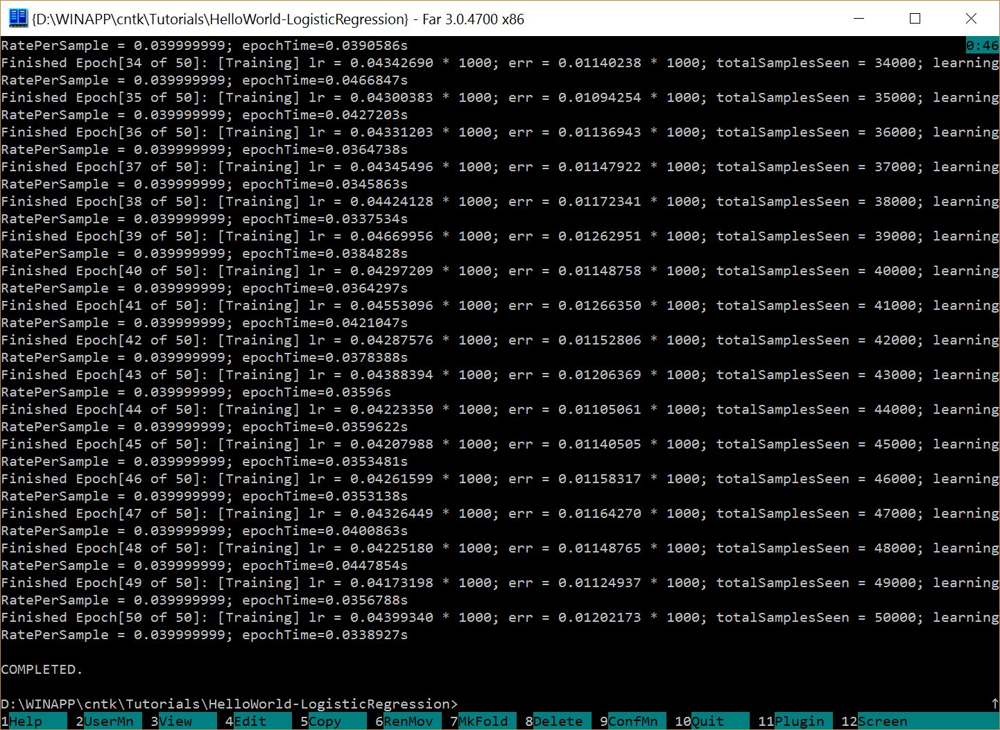 {D:\WINAPP\cntk\Tutorials\HelloWorld-LogisticRegression} - Far 3.0.4700 x86
RatePerSample = 0.039999999; epochTime=0.0390586s 0:46
Finished Epoch[34 of 50]: [Training] lr = 0.04342690 * 1000; err = 0.01140238 * 1000; totalSamplesSeen = 34000; learning
RatePerSample = 0.039999999; epochTime=0.0466847s
Finished Epoch[35 of 50]: [Training] lr = 0.04300383 * 1000; err = 0.01094254 * 1000; totalSamplesSeen = 35000; learning
RatePerSample = 0.039999999; epochTime=0.0427203s
Finished Epoch[36 of 50]: [Training] lr = 0.04331203 * 1000; err = 0.01136943 * 1000; totalSamplesSeen = 36000; learning
RatePerSample = 0.039999999; epochTime=0.0364738s
Finished Epoch[37 of 50]: [Training] lr = 0.04345496 * 1000; err = 0.01147922 * 1000; totalSamplesSeen = 37000; learning
RatePerSample = 0.039999999; epochTime=0.0345863s
Finished Epoch[38 of 50]: [Training] lr = 0.04424128 * 1000; err = 0.01172341 * 1000; totalSamplesSeen = 38000; learning
RatePerSample = 0.039999999; epochTime=0.0337534s
Finished Epoch[39 of 50]: [Training] lr = 0.04669956 * 1000; err = 0.01262951 * 1000; totalSamplesSeen = 39000; learning
RatePerSample = 0.039999999; epochTime=0.0384828s
Finished Epoch[40 of 50]: [Training] lr = 0.04297209 * 1000; err = 0.01148758 * 1000; totalSamplesSeen = 40000; learning
RatePerSample = 0.039999999; epochTime=0.0364297s
Finished Epoch[41 of 50]: [Training] lr = 0.04553096 * 1000; err = 0.01266350 * 1000; totalSamplesSeen = 41000; learning
RatePerSample = 0.039999999; epochTime=0.0421047s
Finished Epoch[42 of 50]: [Training] lr = 0.04287576 * 1000; err = 0.01152806 * 1000; totalSamplesSeen = 42000; learning
RatePerSample = 0.039999999; epochTime=0.0378388s
Finished Epoch[43 of 50]: [Training] lr = 0.04388394 * 1000; err = 0.01206369 * 1000; totalSamplesSeen = 43000; learning
RatePerSample = 0.039999999; epochTime=0.03596s
Finished Epoch[44 of 50]: [Training] lr = 0.04223350 * 1000; err = 0.01105061 * 1000; totalSamplesSeen = 44000; learning
RatePerSample = 0.039999999; epochTime=0.0359622s
Finished Epoch[45 of 50]: [Training] lr = 0.04207988 * 1000; err = 0.01140505 * 1000; totalSamplesSeen = 45000; learning
RatePerSample = 0.039999999; epochTime=0.0353481s
Finished Epoch[46 of 50]: [Training] lr = 0.04261599 * 1000; err = 0.01158317 * 1000; totalSamplesSeen = 46000; learning
RatePerSample = 0.039999999; epochTime=0.0353138s
Finished Epoch[47 of 50]: [Training] lr = 0.04326449 * 1000; err = 0.01164270 * 1000; totalSamplesSeen = 47000; learning
RatePerSample = 0.039999999; epochTime=0.0400863s
Finished Epoch[48 of 50]: [Training] lr = 0.04225180 * 1000; err = 0.01148765 * 1000; totalSamplesSeen = 48000; learning
RatePerSample = 0.039999999; epochTime=0.0447854s
Finished Epoch[49 of 50]: [Training] lr = 0.04173198 * 1000; err = 0.01124937 * 1000; totalSamplesSeen = 49000; learning
RatePerSample = 0.039999999; epochTime=0.0356788s
Finished Epoch[50 of 50]: [Training] lr = 0.04399340 * 1000; err = 0.01202173 * 1000; totalSamplesSeen = 50000; learning
RatePerSample = 0.039999999; epochTime=0.0338927s
COMPLETED.
D:\WINAPP\cntk\Tutorials\HelloWorld-LogisticRegression> ↑
1Help 2UserMn 3View 4Edit 5Copy 6RenMov 7MkFold 8Delete 9ConfMn 10Quit 11Plugin 12Screen